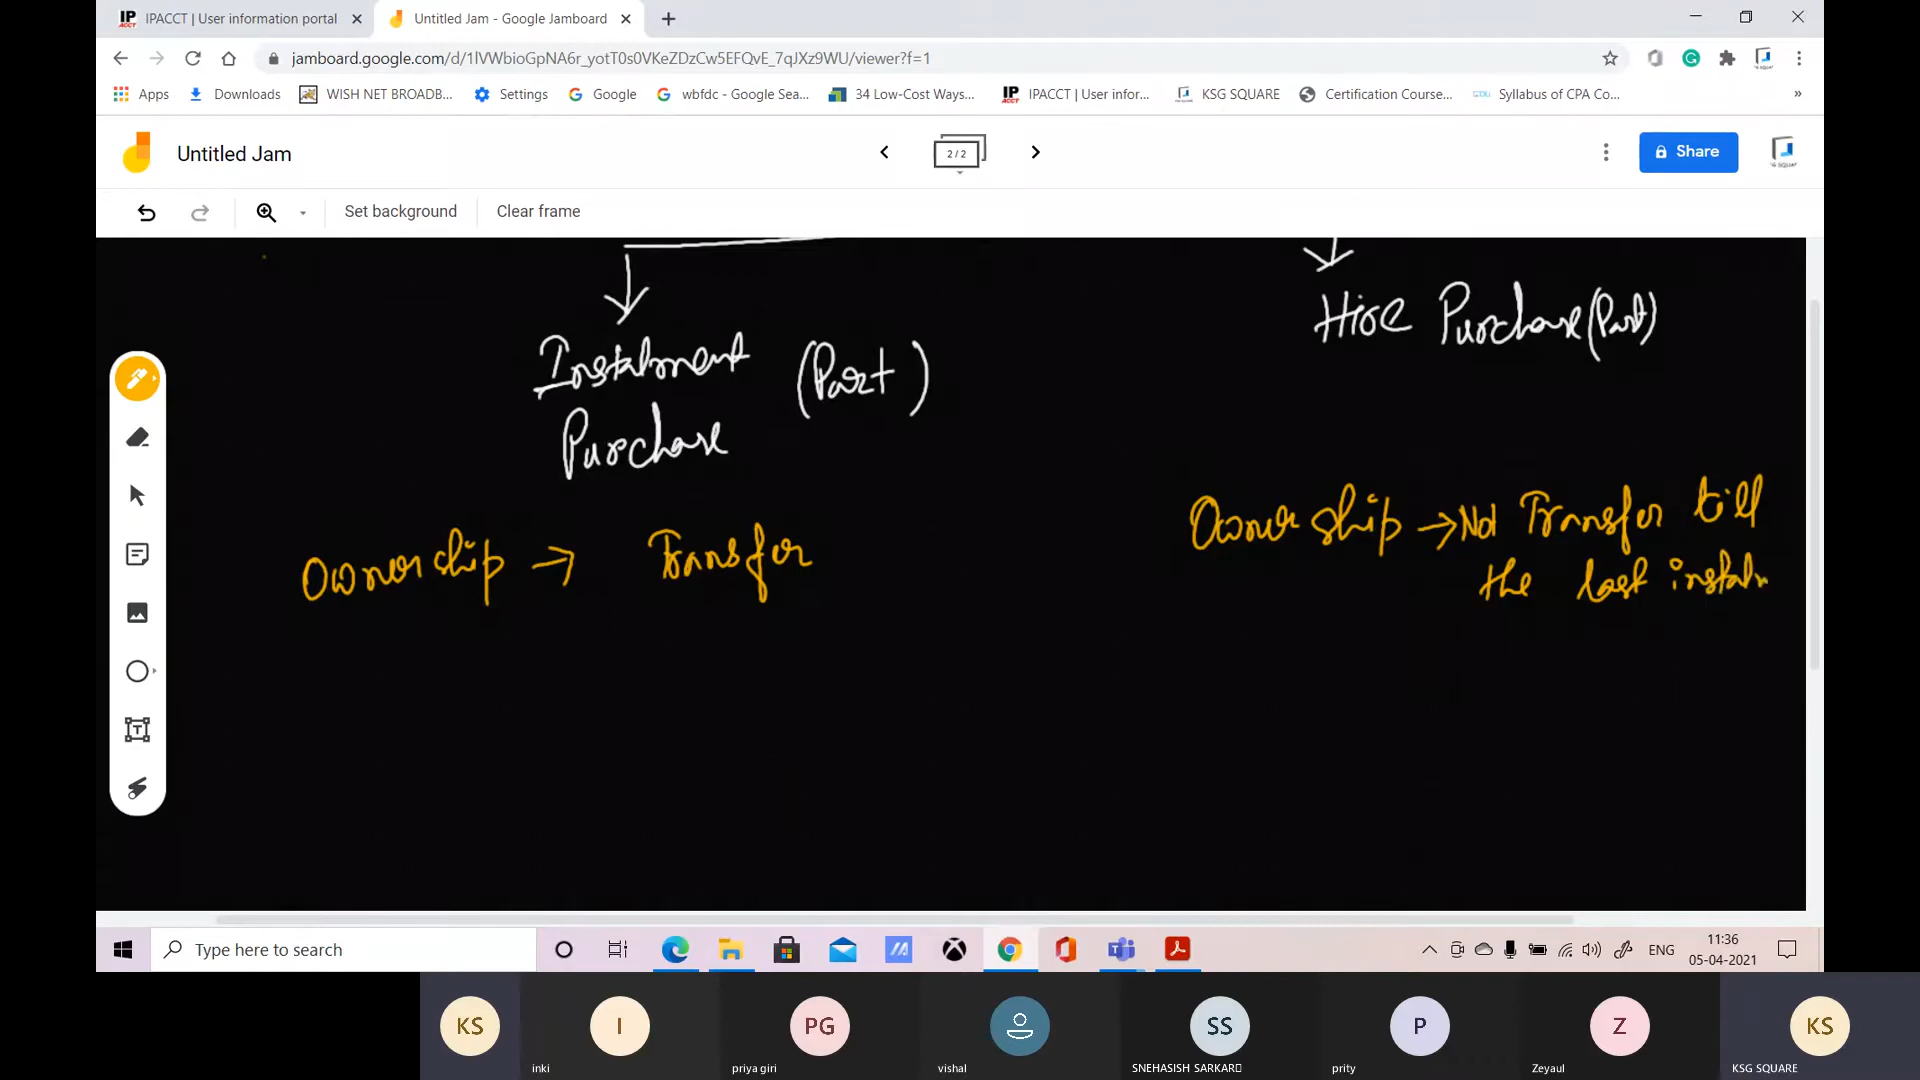 IPACCT | User information portal
Untitled Jam - Google Jamboard
jamboard.google.com/d/1lVWbioGpNA6r_yotT0s0VKeZDzCw5EFQvE_7qJXz9WU/viewer?f=1
Apps
Downloads
WISH NET BROADB...
Settings
Google
wbfdc - Google Sea...
34 Low-Cost Ways...
IPACCT | User infor...
KSG SQUARE
Certification Course...
Syllabus of CPA Co...
»
Untitled Jam
2 / 2
Share
Set background
Clear frame
Hire Purchase (Part)
Instalment (Part)
Purchase
Ownership → Transfer
Ownership → Not Transfer till
the last instalm
Type here to search
ENG
11:36
05-04-2021
KS
I
PG
SS
P
Z
KS
inki
priya giri
vishal
SNEHASISH SARKAR
prity
Zeyaul
KSG SQUARE